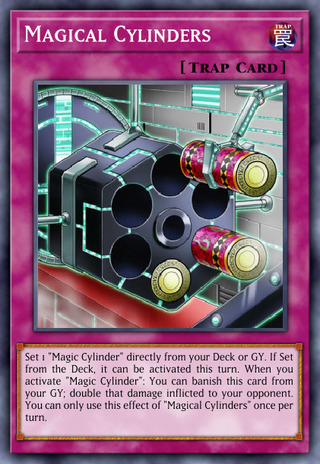 Magical Cylinders
TRAP
罠
[Trap Card]
Set 1 "Magic Cylinder" directly from your Deck or GY. If Set
from the Deck, it can be activated this turn. When you
activate "Magic Cylinder": You can banish this card from
your GY; double that damage inflicted to your opponent.
You can only use this effect of "Magical Cylinders" once per
turn.